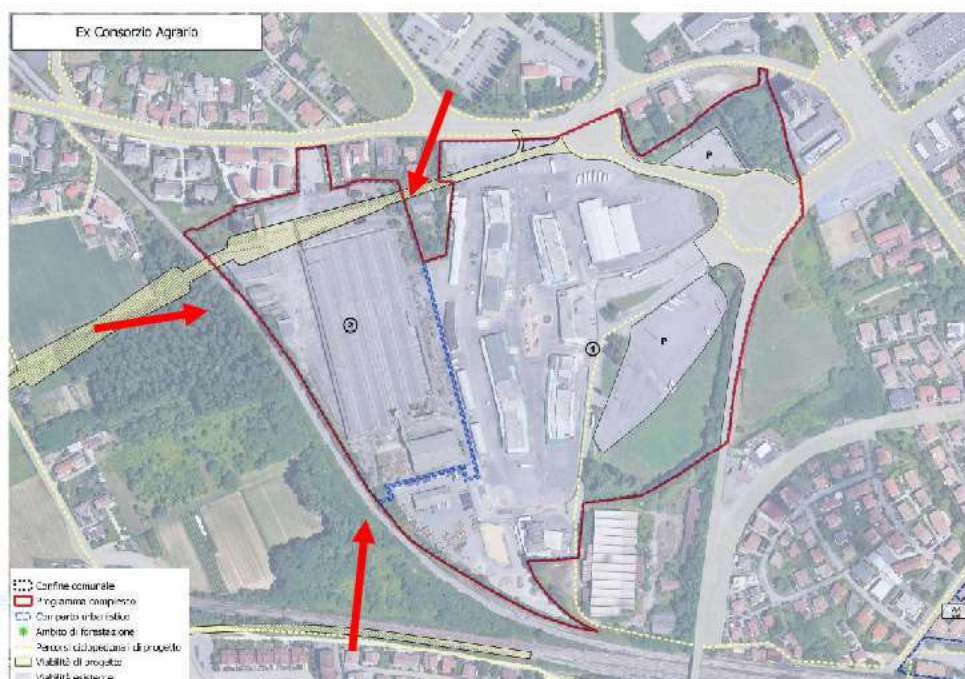 Ex Consorzio Agrario
P
2
1
P
Confine comunale
Programma complesso
Comparto urbanistico
Ambito di forestazione
Percorsi ciclopedonali di progetto
Viabilità di progetto
Viabilità esistente